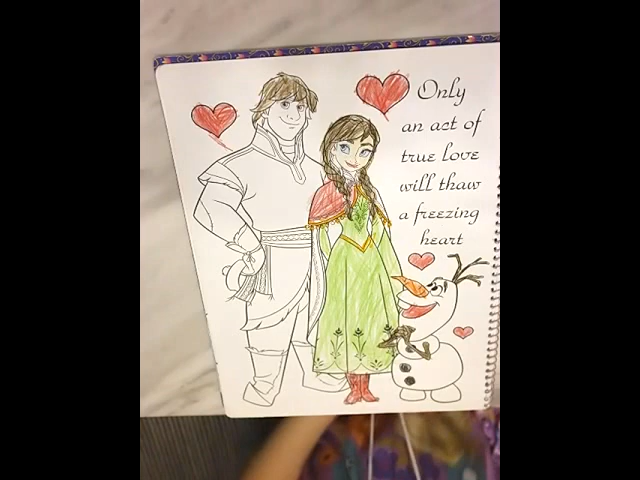 Only
an act of
true love
will thaw
a freezing
heart